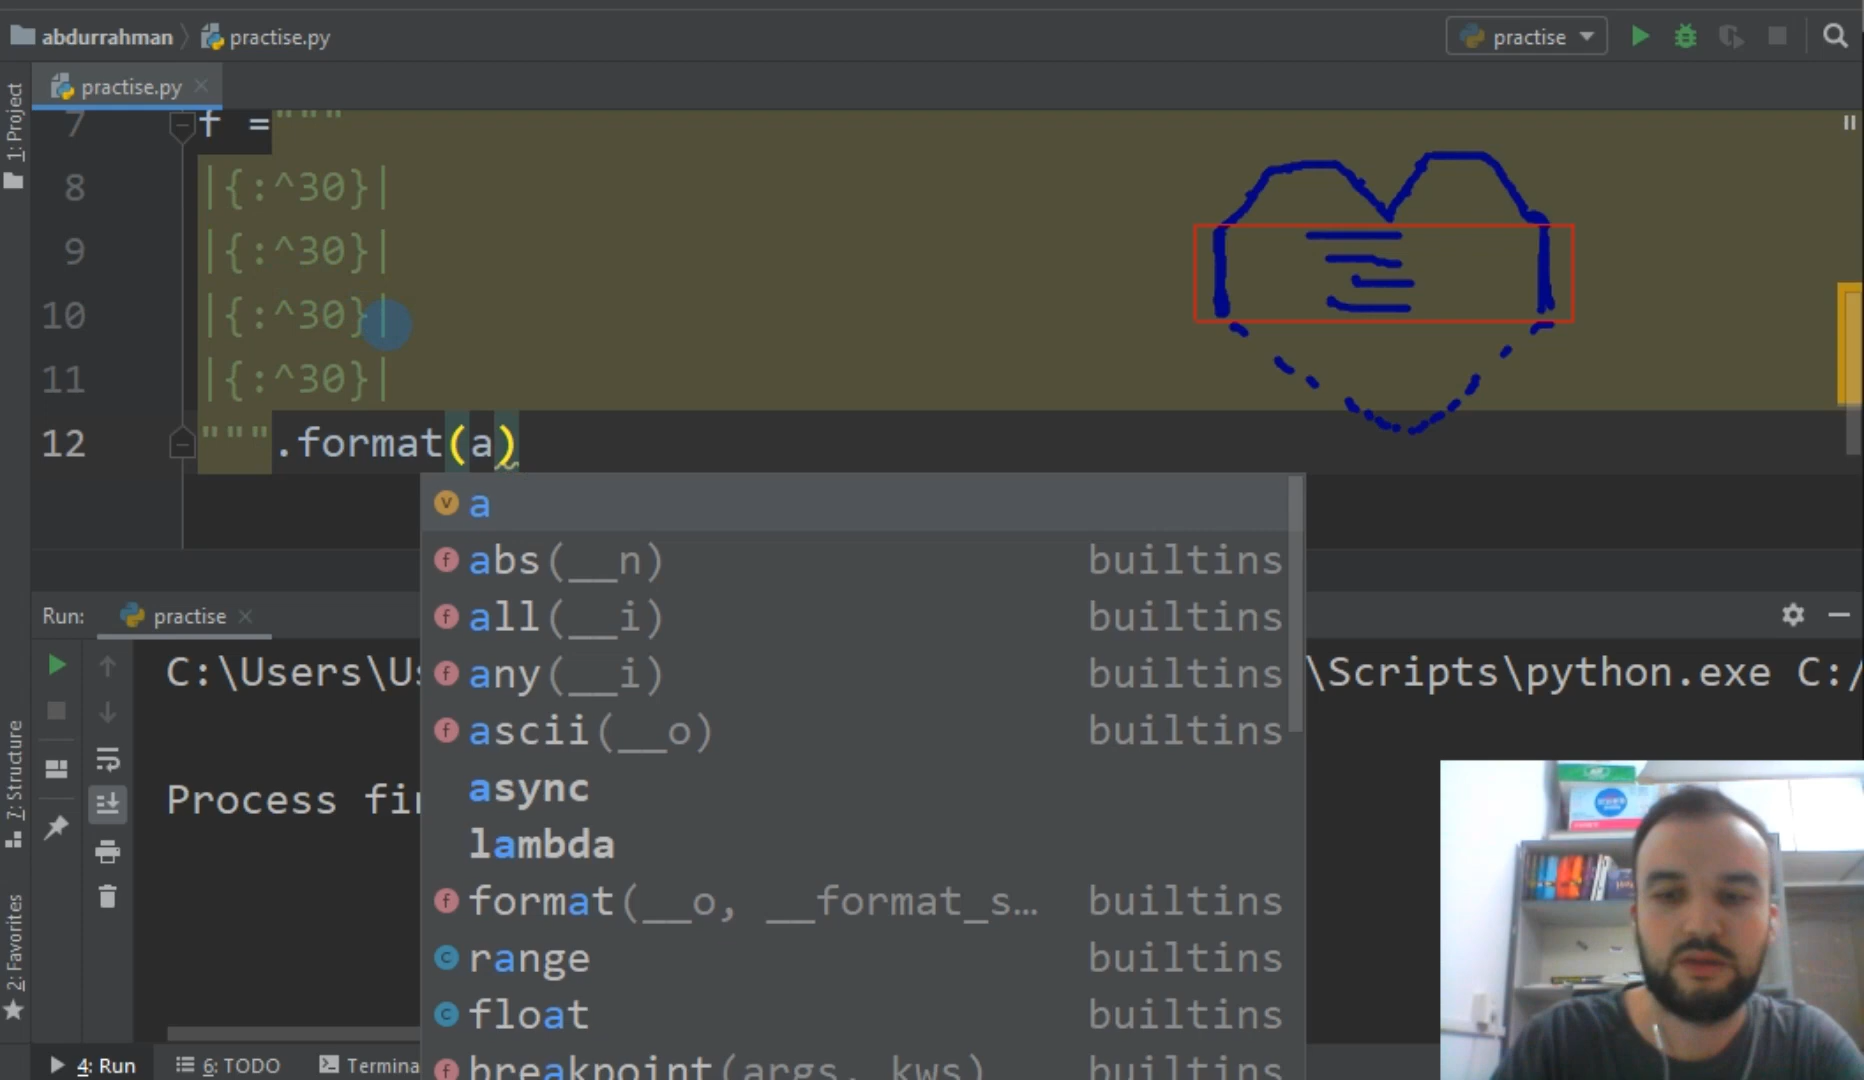 abdurrahman practise.py
practise
practise.py
1: Project
7 f ="""
8 |{:^30}|
9 |{:^30}|
10 |{:^30}|
11 |{:^30}|
12 """.format(a)
a
abs(__n) builtins
all(__i) builtins
any(__i) builtins
ascii(__o) builtins
async
lambda
format(__o, __format_s… builtins
range builtins
float builtins
breakpoint(args, kws) builtins
Run: practise
C:\Users\Us \Scripts\python.exe C:/
Process fin
7: Structure
2: Favorites
4: Run 6: TODO Termina